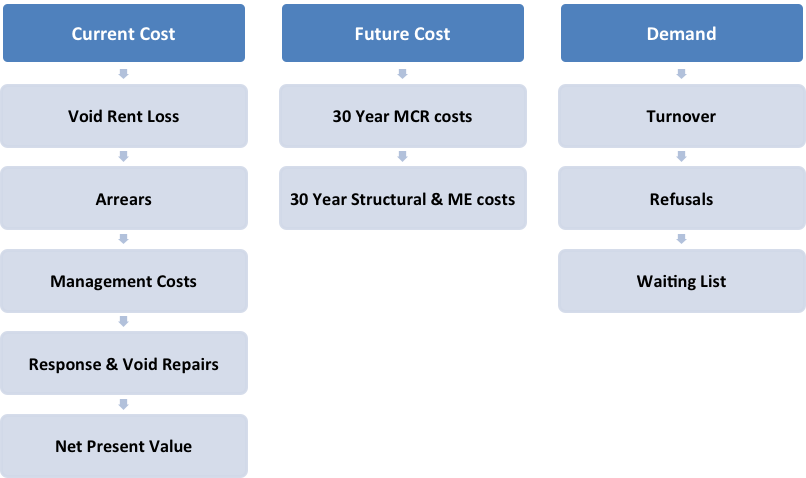 Current Cost
Void Rent Loss
Arrears
Management Costs
Response & Void Repairs
Net Present Value
Future Cost
30 Year MCR costs
30 Year Structural & ME costs
Demand
Turnover
Refusals
Waiting List